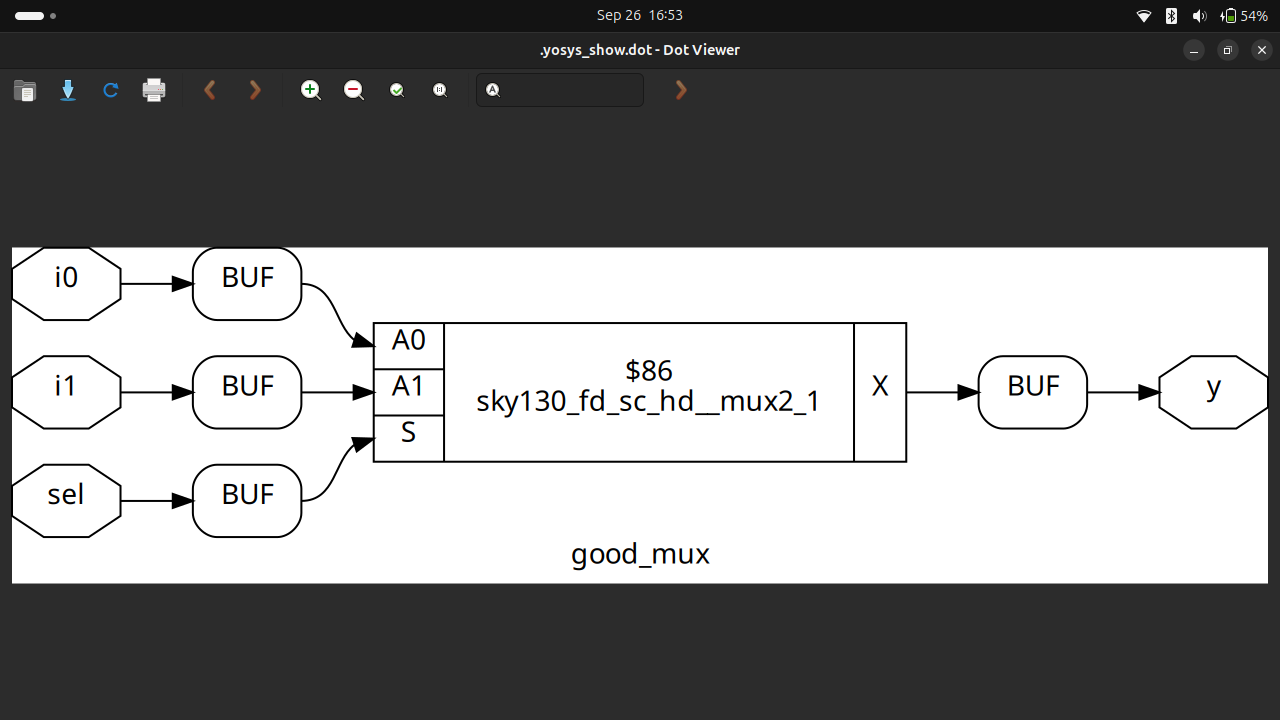 Sep 26 16:53
54%
.yosys_show.dot - Dot Viewer
A
i0
BUF
i1
BUF
sel
BUF
A0
A1
S
$86
sky130_fd_sc_hd__mux2_1
X
BUF
y
good_mux